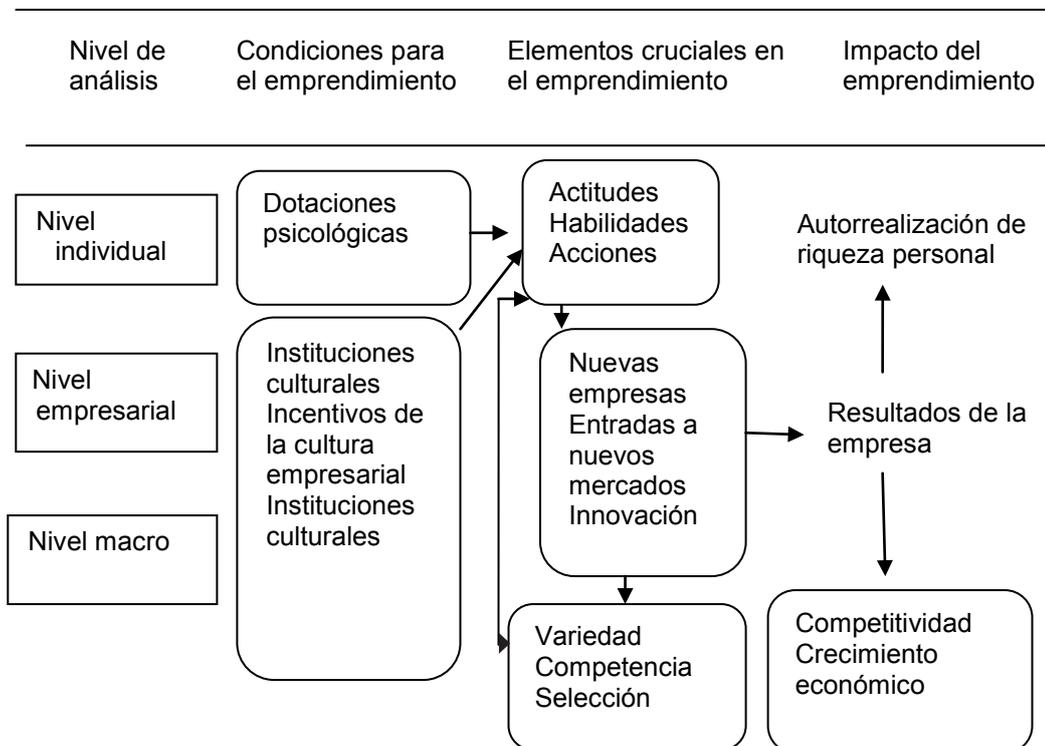 Nivel de
análisis
Condiciones para
el emprendimiento
Elementos cruciales en
el emprendimiento
Impacto del
emprendimiento
Nivel
individual
Dotaciones
psicológicas
Actitudes
Habilidades
Acciones
Autorrealización de
riqueza personal
Nivel
empresarial
Instituciones
culturales
Incentivos de
la cultura
empresarial
Instituciones
culturales
Nuevas
empresas
Entradas a
nuevos
mercados
Innovación
Resultados de la
empresa
Nivel macro
Variedad
Competencia
Selección
Competitividad
Crecimiento
económico